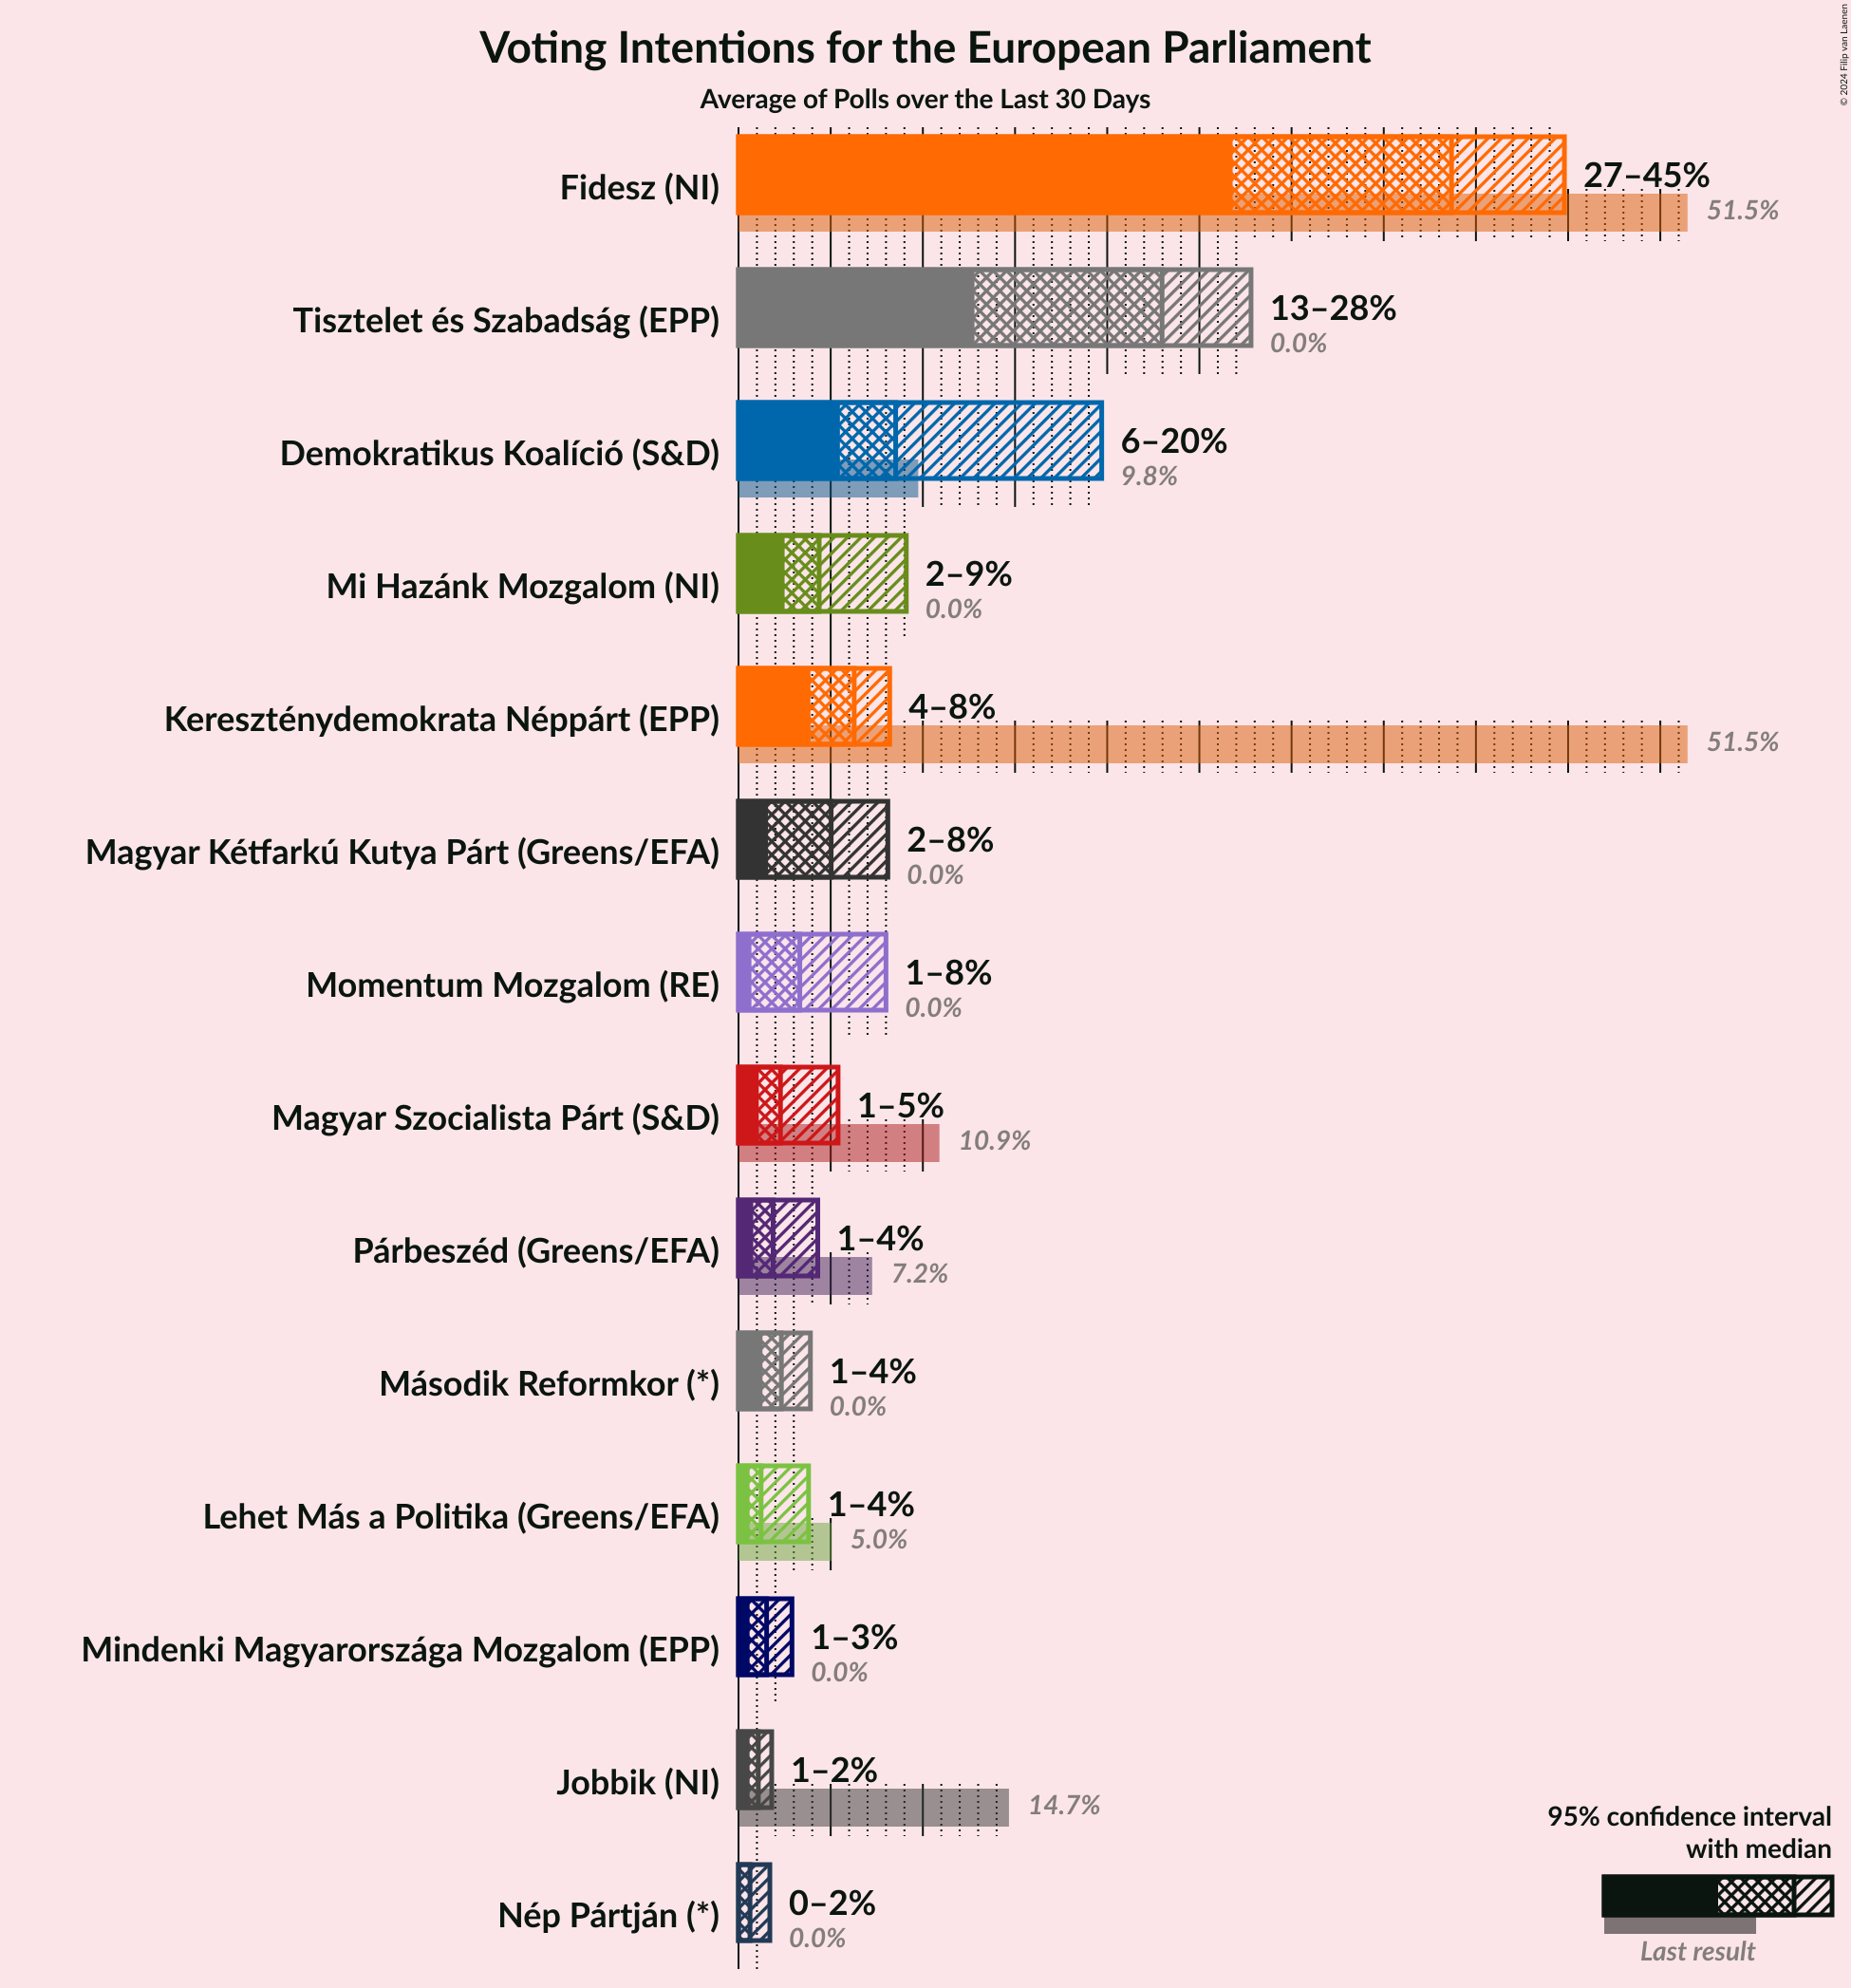 Voting Intentions for the European Parliament
Average of Polls over the Last 30 Days
© 2024 Filip van Laenen
Fidesz (NI)
27–45%
51.5%
Tisztelet és Szabadság (EPP)
13–28%
0.0%
Demokratikus Koalíció (S&D)
6–20%
9.8%
Mi Hazánk Mozgalom (NI)
2–9%
0.0%
Kereszténydemokrata Néppárt (EPP)
4–8%
51.5%
Magyar Kétfarkú Kutya Párt (Greens/EFA)
2–8%
0.0%
Momentum Mozgalom (RE)
1–8%
0.0%
Magyar Szocialista Párt (S&D)
1–5%
10.9%
Párbeszéd (Greens/EFA)
1–4%
7.2%
Második Reformkor (*)
1–4%
0.0%
Lehet Más a Politika (Greens/EFA)
1–4%
5.0%
Mindenki Magyarországa Mozgalom (EPP)
1–3%
0.0%
Jobbik (NI)
1–2%
14.7%
Nép Pártján (*)
0–2%
0.0%
95% confidence interval
with median
Last result